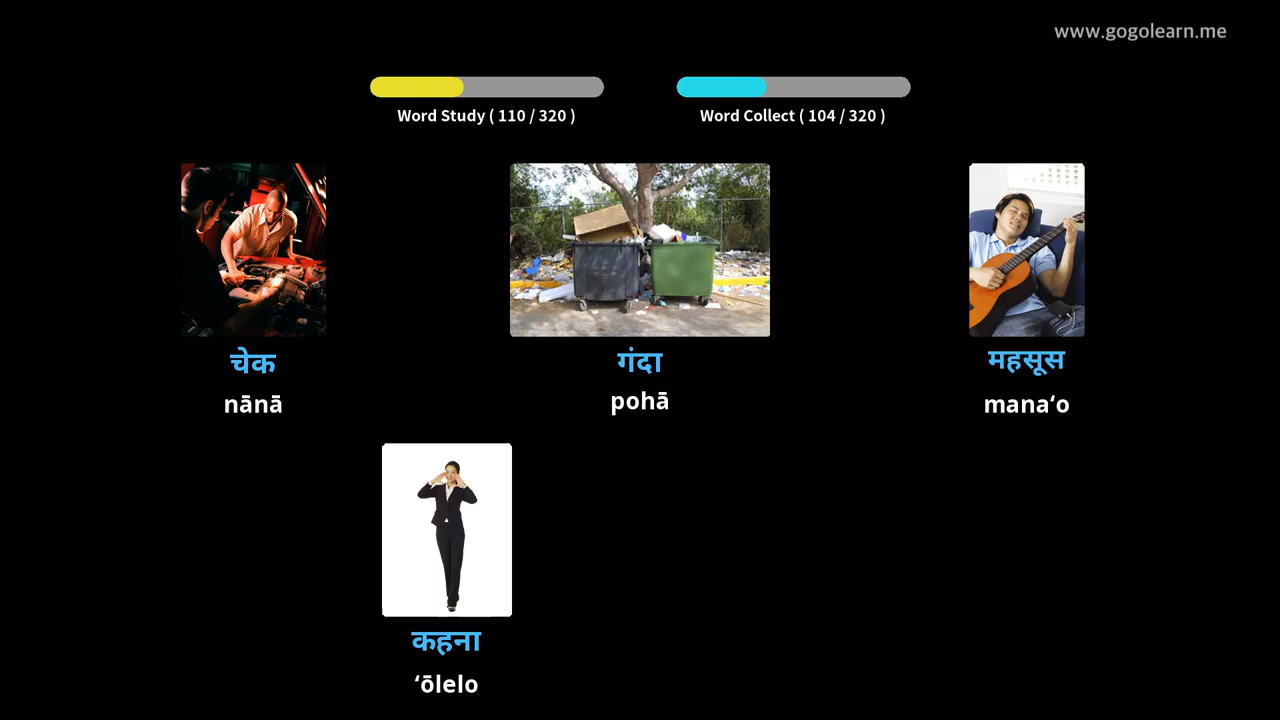 www.gogolearn.me
Word Study ( 110 / 320 )
Word Collect ( 104 / 320 )
चेक
nānā
गंदा
pohā
महसूस
manaʻo
कहना
ʻōlelo